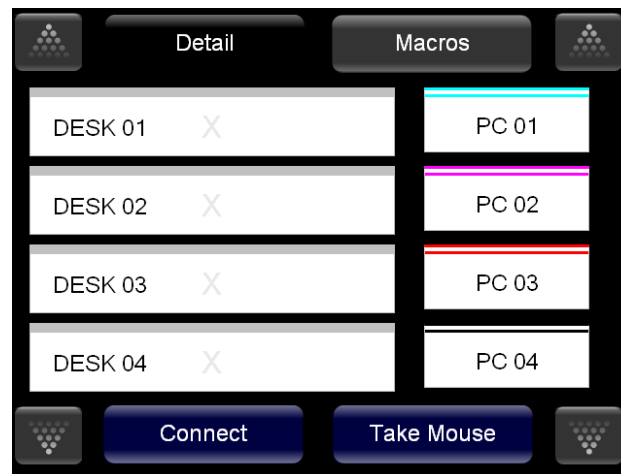 Detail Macros
DESK 01 X PC 01
DESK 02 X PC 02
DESK 03 X PC 03
DESK 04 X PC 04
Connect Take Mouse